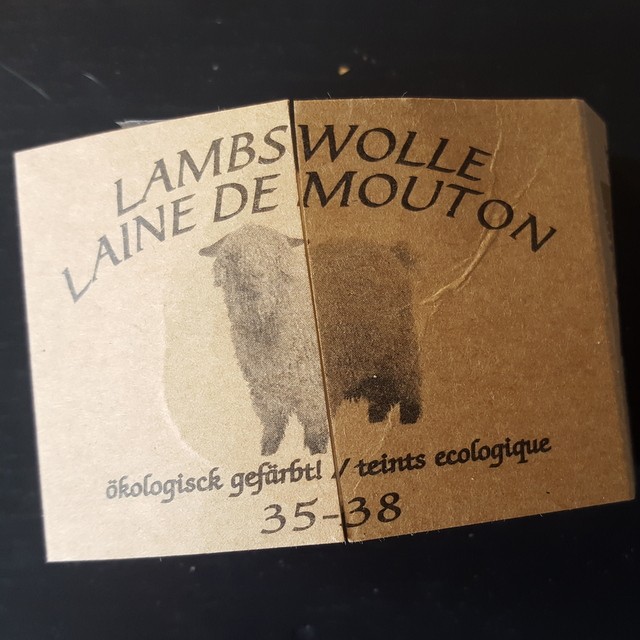 LAMBSWOLLE
LAINE DE MOUTON
ökologisck gefärbt! / teints ecologique
35-38